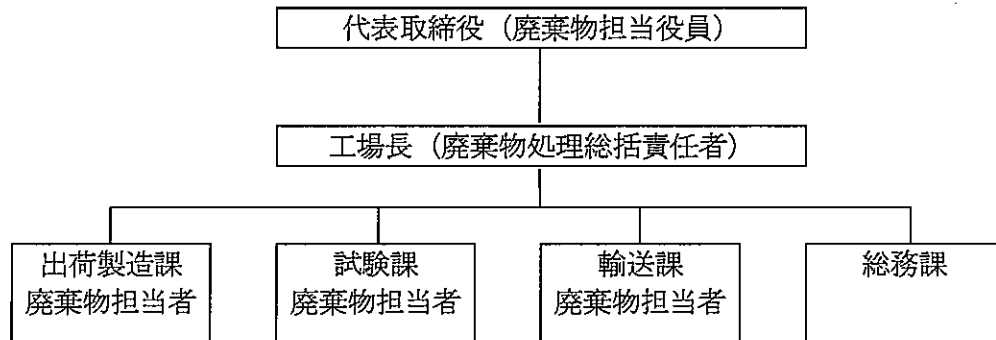 代表取締役（廃棄物担当役員）
工場長（廃棄物処理総括責任者）
出荷製造課
廃棄物担当者
試験課
廃棄物担当者
輸送課
廃棄物担当者
総務課